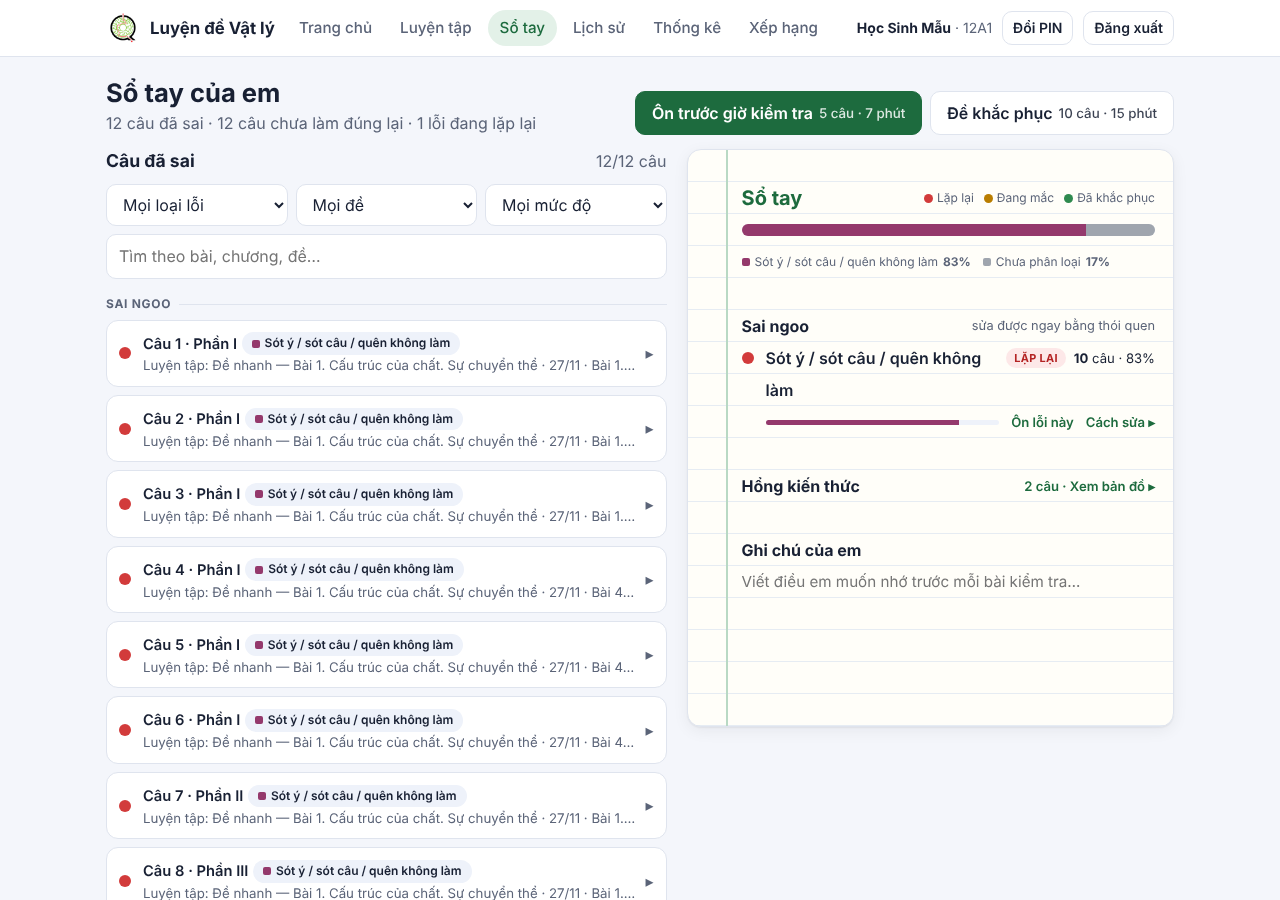 Luyện đề Vật lý
Trang chủ
Luyện tập
Sổ tay
Lịch sử
Thống kê
Xếp hạng
Học Sinh Mẫu · 12A1
Đổi PIN
Đăng xuất
Sổ tay của em
12 câu đã sai · 12 câu chưa làm đúng lại · 1 lỗi đang lặp lại
Ôn trước giờ kiểm tra 5 câu · 7 phút
Đề khắc phục 10 câu · 15 phút
Câu đã sai
12/12 câu
Mọi loại lỗi
Mọi đề
Mọi mức độ
Tìm theo bài, chương, đề...
SAI NGOO
Câu 1 · Phần I Sót ý / sót câu / quên không làm
Luyện tập: Đề nhanh — Bài 1. Cấu trúc của chất. Sự chuyển thể · 27/11 · Bài 1....
Câu 2 · Phần I Sót ý / sót câu / quên không làm
Luyện tập: Đề nhanh — Bài 1. Cấu trúc của chất. Sự chuyển thể · 27/11 · Bài 1....
Câu 3 · Phần I Sót ý / sót câu / quên không làm
Luyện tập: Đề nhanh — Bài 1. Cấu trúc của chất. Sự chuyển thể · 27/11 · Bài 1....
Câu 4 · Phần I Sót ý / sót câu / quên không làm
Luyện tập: Đề nhanh — Bài 1. Cấu trúc của chất. Sự chuyển thể · 27/11 · Bài 4...
Câu 5 · Phần I Sót ý / sót câu / quên không làm
Luyện tập: Đề nhanh — Bài 1. Cấu trúc của chất. Sự chuyển thể · 27/11 · Bài 4...
Câu 6 · Phần I Sót ý / sót câu / quên không làm
Luyện tập: Đề nhanh — Bài 1. Cấu trúc của chất. Sự chuyển thể · 27/11 · Bài 4...
Câu 7 · Phần II Sót ý / sót câu / quên không làm
Luyện tập: Đề nhanh — Bài 1. Cấu trúc của chất. Sự chuyển thể · 27/11 · Bài 1....
Câu 8 · Phần III Sót ý / sót câu / quên không làm
Luyện tập: Đề nhanh — Bài 1. Cấu trúc của chất. Sự chuyển thể · 27/11 · Bài 1....
Sổ tay
Lặp lại
Đang mắc
Đã khắc phục
Sót ý / sót câu / quên không làm 83%
Chưa phân loại 17%
Sai ngoo
sửa được ngay bằng thói quen
Sót ý / sót câu / quên không
làm
LẶP LẠI
10 câu · 83%
Ôn lỗi này
Cách sửa ▸
Hổng kiến thức
2 câu · Xem bản đồ ▸
Ghi chú của em
Viết điều em muốn nhớ trước mỗi bài kiểm tra...